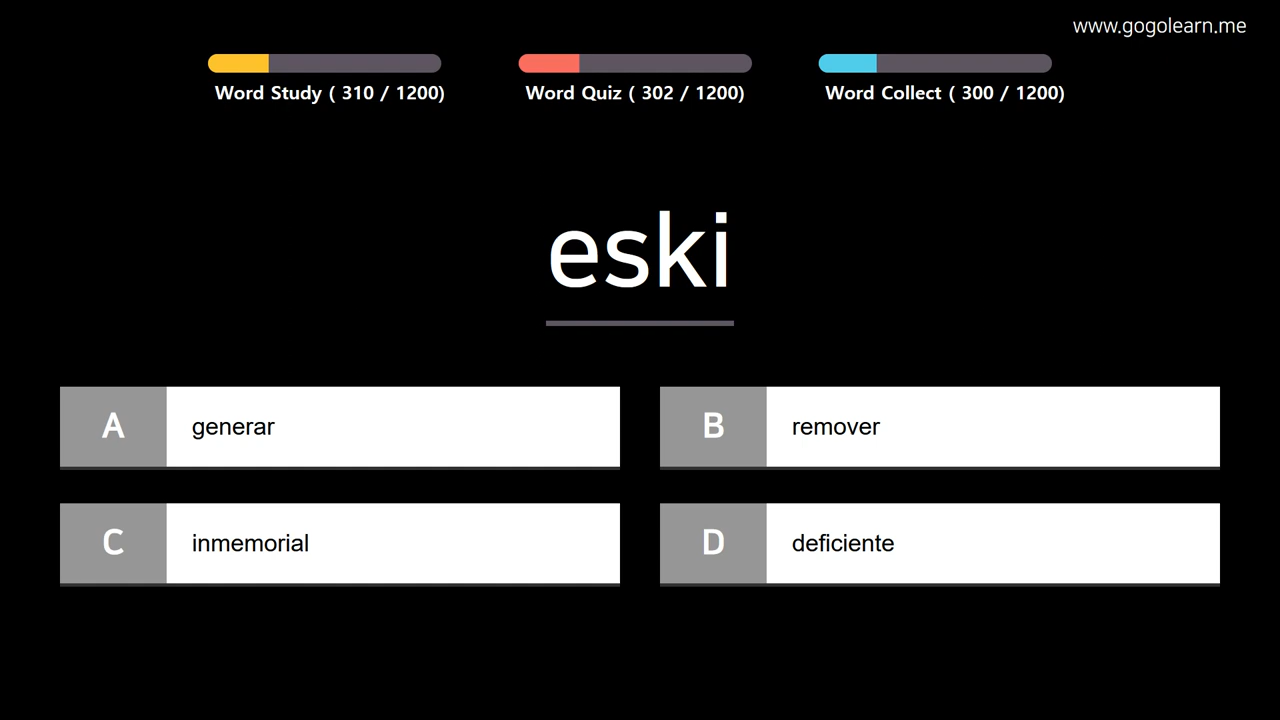 www.gogolearn.me
Word Study ( 310 / 1200)
Word Quiz ( 302 / 1200)
Word Collect ( 300 / 1200)
eski
A generar
B remover
C inmemorial
D deficiente